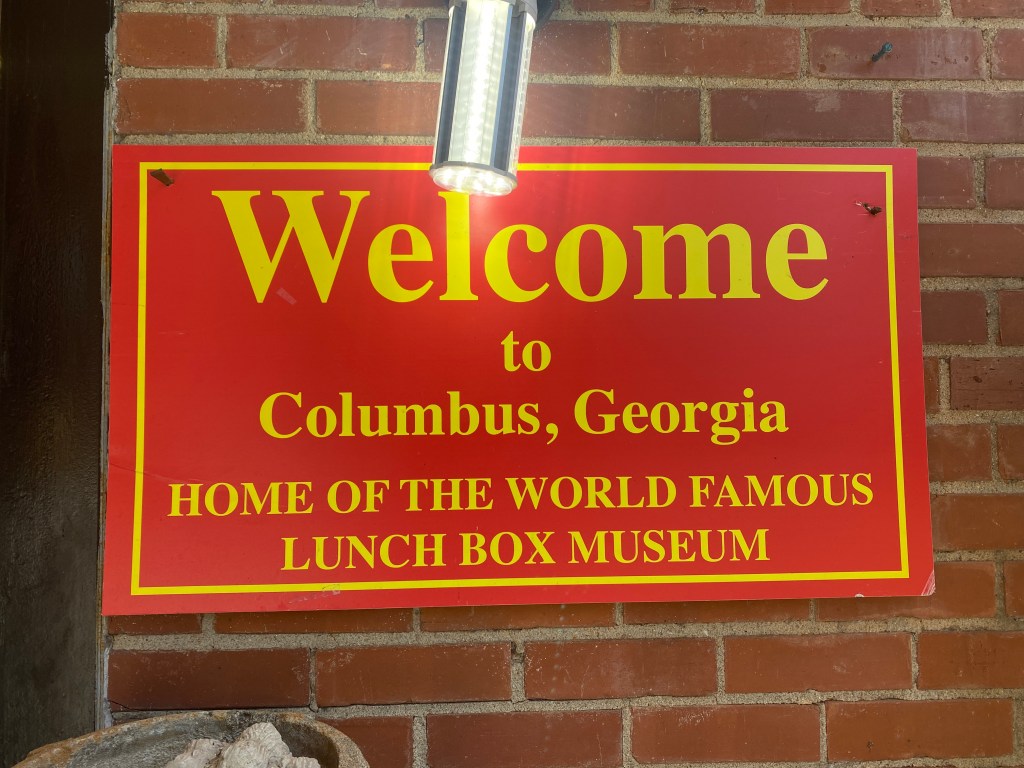 Welcome
to
Columbus, Georgia
HOME OF THE WORLD FAMOUS
LUNCH BOX MUSEUM